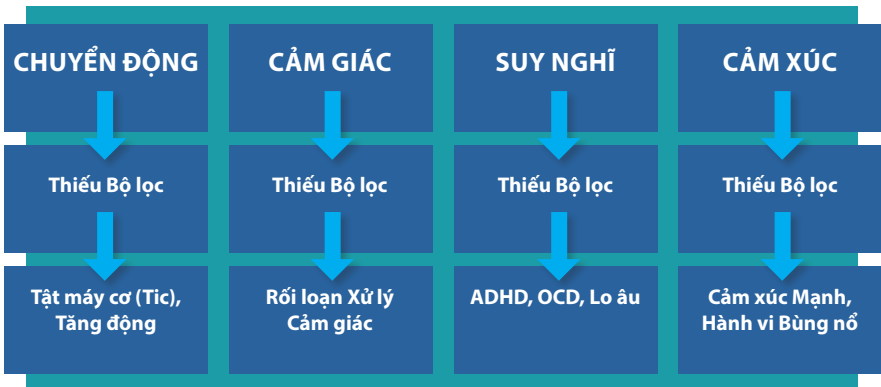 CHUYỂN ĐỘNG
CẢM GIÁC
SUY NGHĨ
CẢM XÚC
Thiếu Bộ lọc
Thiếu Bộ lọc
Thiếu Bộ lọc
Thiếu Bộ lọc
Tật máy cơ (Tic),
Tăng động
Rối loạn Xử lý
Cảm giác
ADHD, OCD, Lo âu
Cảm xúc Mạnh,
Hành vi Bùng nổ